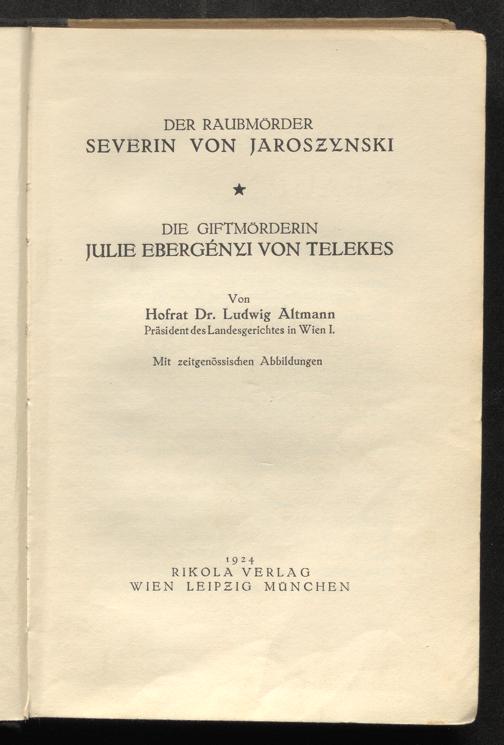 DER RAUBMÖRDER
SEVERIN VON JAROSZYNSKI
★
DIE GIFTMÖRDERIN
JULIE EBERGÉNYI VON TELEKES
Von
Hofrat Dr. Ludwig Altmann
Präsident des Landesgerichtes in Wien I.
Mit zeitgenössischen Abbildungen
1924
RIKOLA VERLAG
WIEN LEIPZIG MÜNCHEN